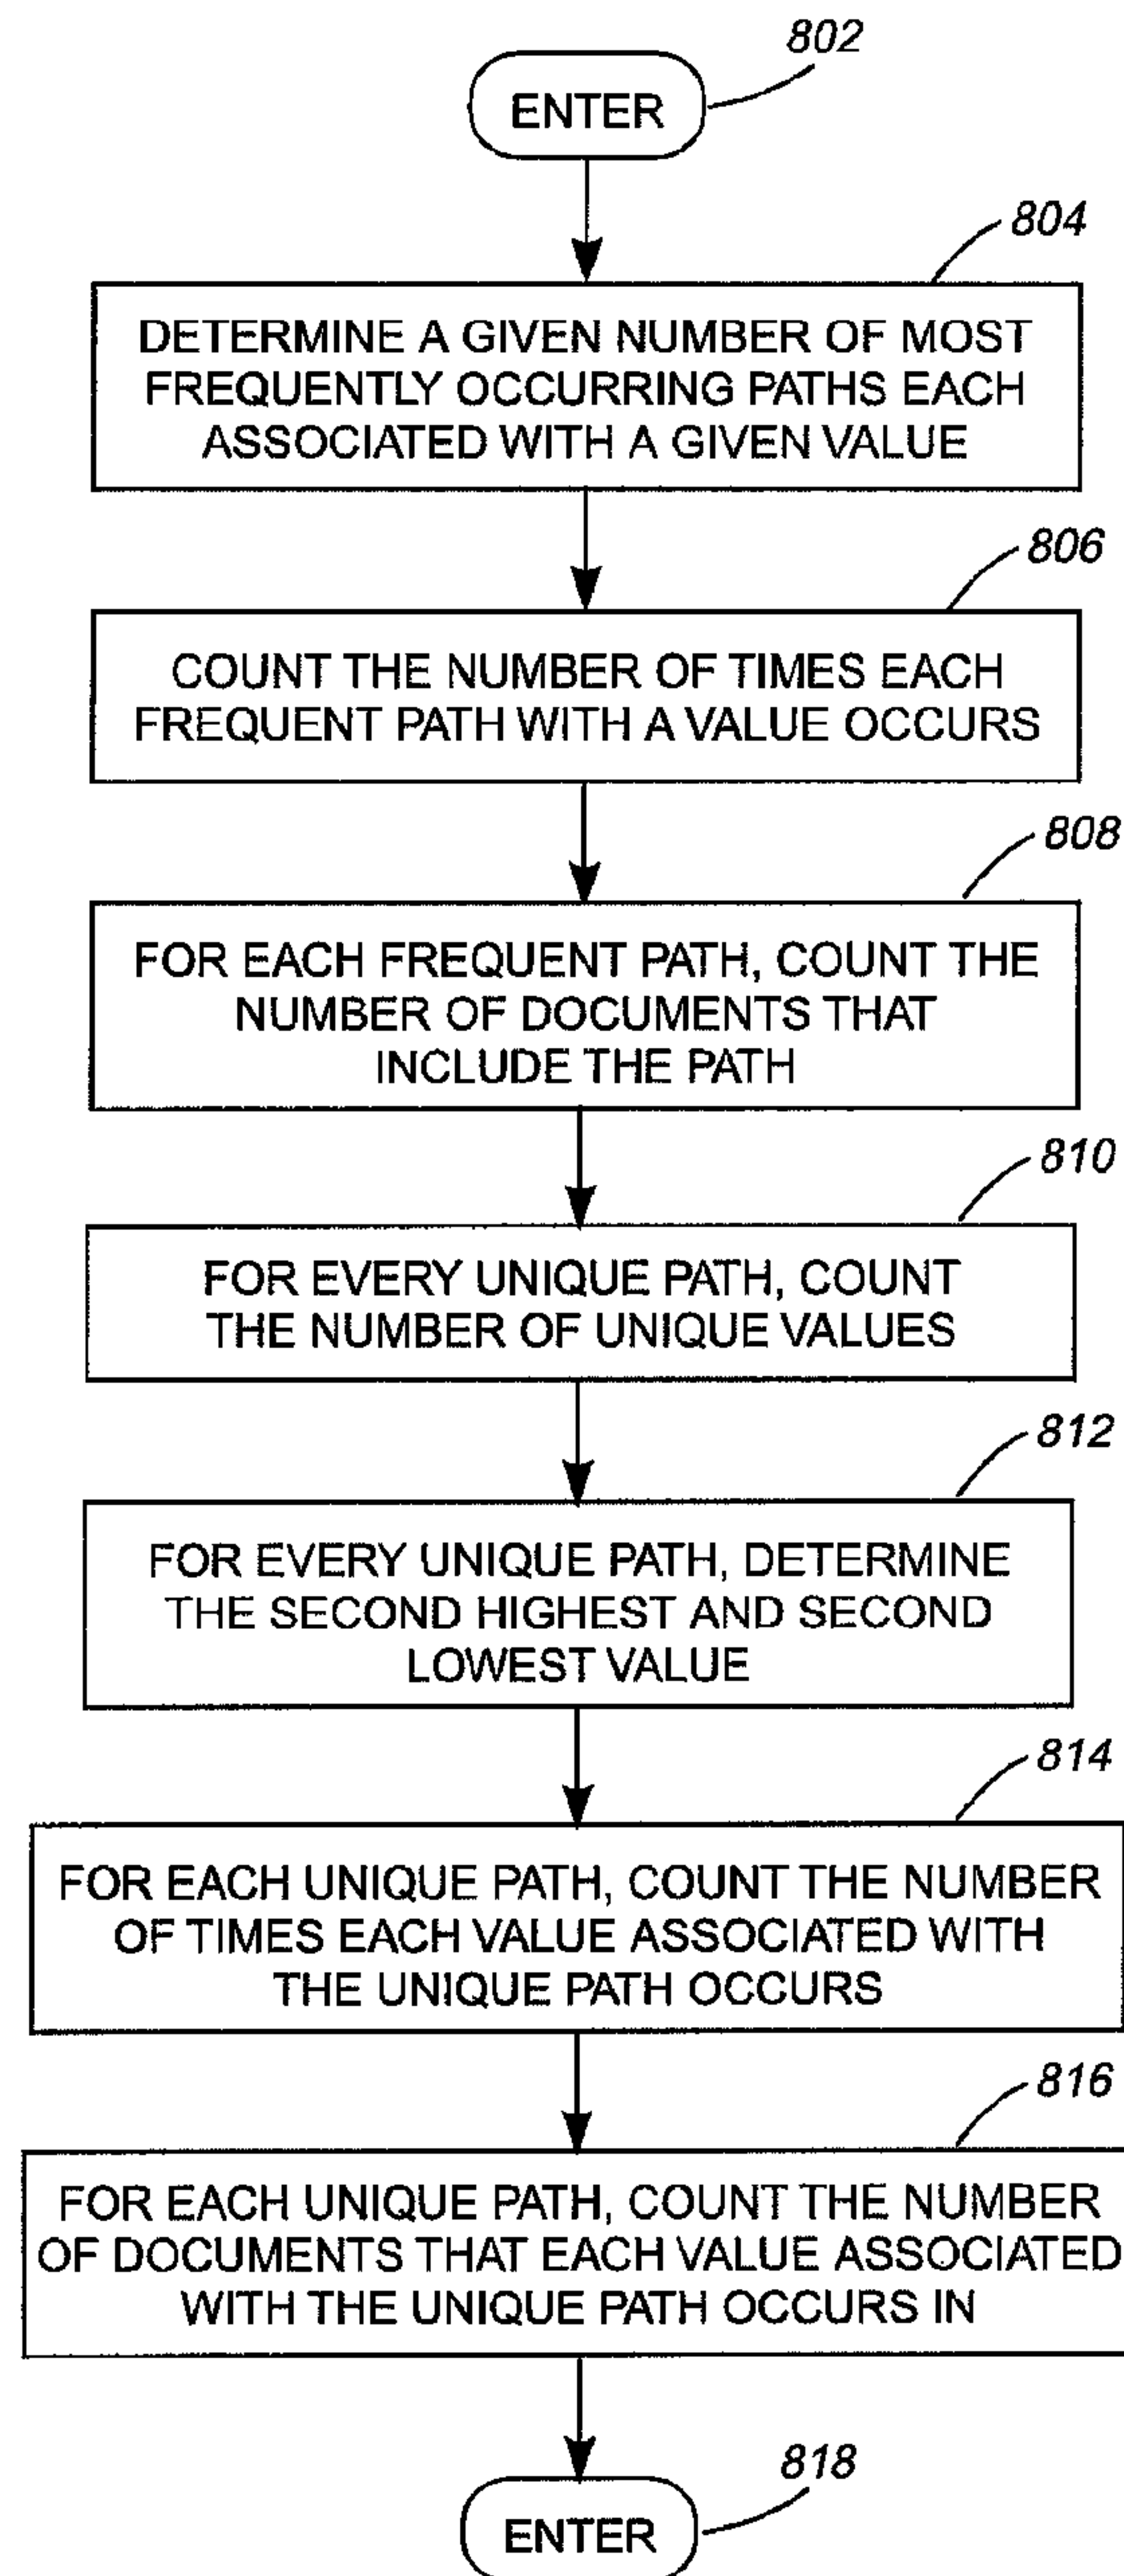 802
ENTER
804
DETERMINE A GIVEN NUMBER OF MOST
FREQUENTLY OCCURRING PATHS EACH
ASSOCIATED WITH A GIVEN VALUE
806
COUNT THE NUMBER OF TIMES EACH
FREQUENT PATH WITH A VALUE OCCURS
808
FOR EACH FREQUENT PATH, COUNT THE
NUMBER OF DOCUMENTS THAT
INCLUDE THE PATH
810
FOR EVERY UNIQUE PATH, COUNT
THE NUMBER OF UNIQUE VALUES
812
FOR EVERY UNIQUE PATH, DETERMINE
THE SECOND HIGHEST AND SECOND
LOWEST VALUE
814
FOR EACH UNIQUE PATH, COUNT THE NUMBER
OF TIMES EACH VALUE ASSOCIATED WITH
THE UNIQUE PATH OCCURS
816
FOR EACH UNIQUE PATH, COUNT THE NUMBER
OF DOCUMENTS THAT EACH VALUE ASSOCIATED
WITH THE UNIQUE PATH OCCURS IN
818
ENTER